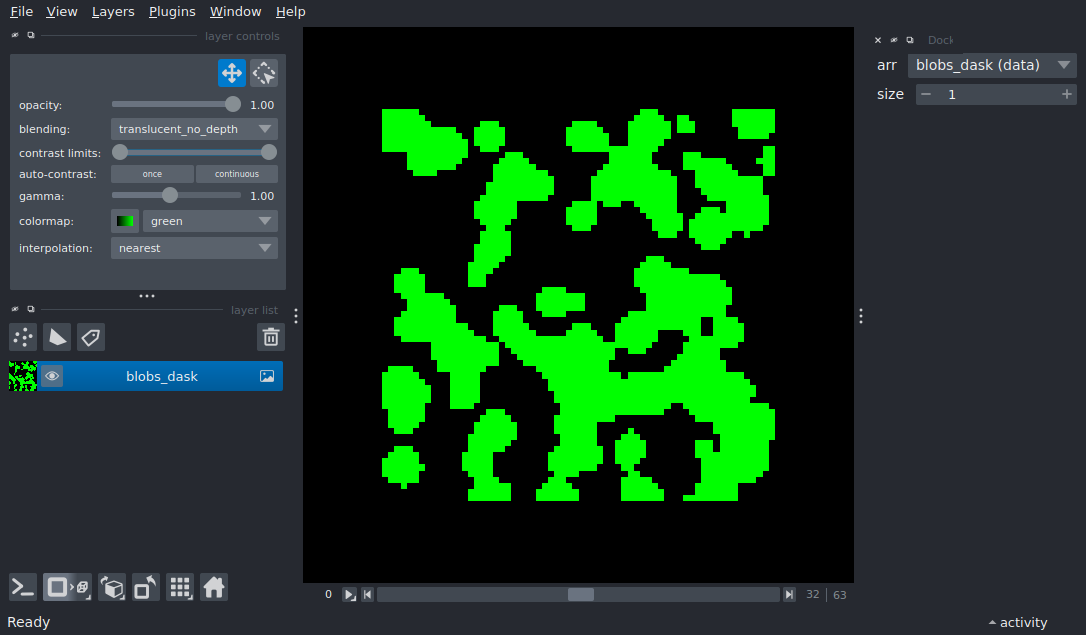 File View Layers Plugins Window Help
layer controls
opacity: 1.00
blending: translucent_no_depth
contrast limits:
auto-contrast: once continuous
gamma: 1.00
colormap: green
interpolation: nearest
layer list
blobs_dask
Dock
arr blobs_dask (data)
size 1
0 32 63
Ready
activity